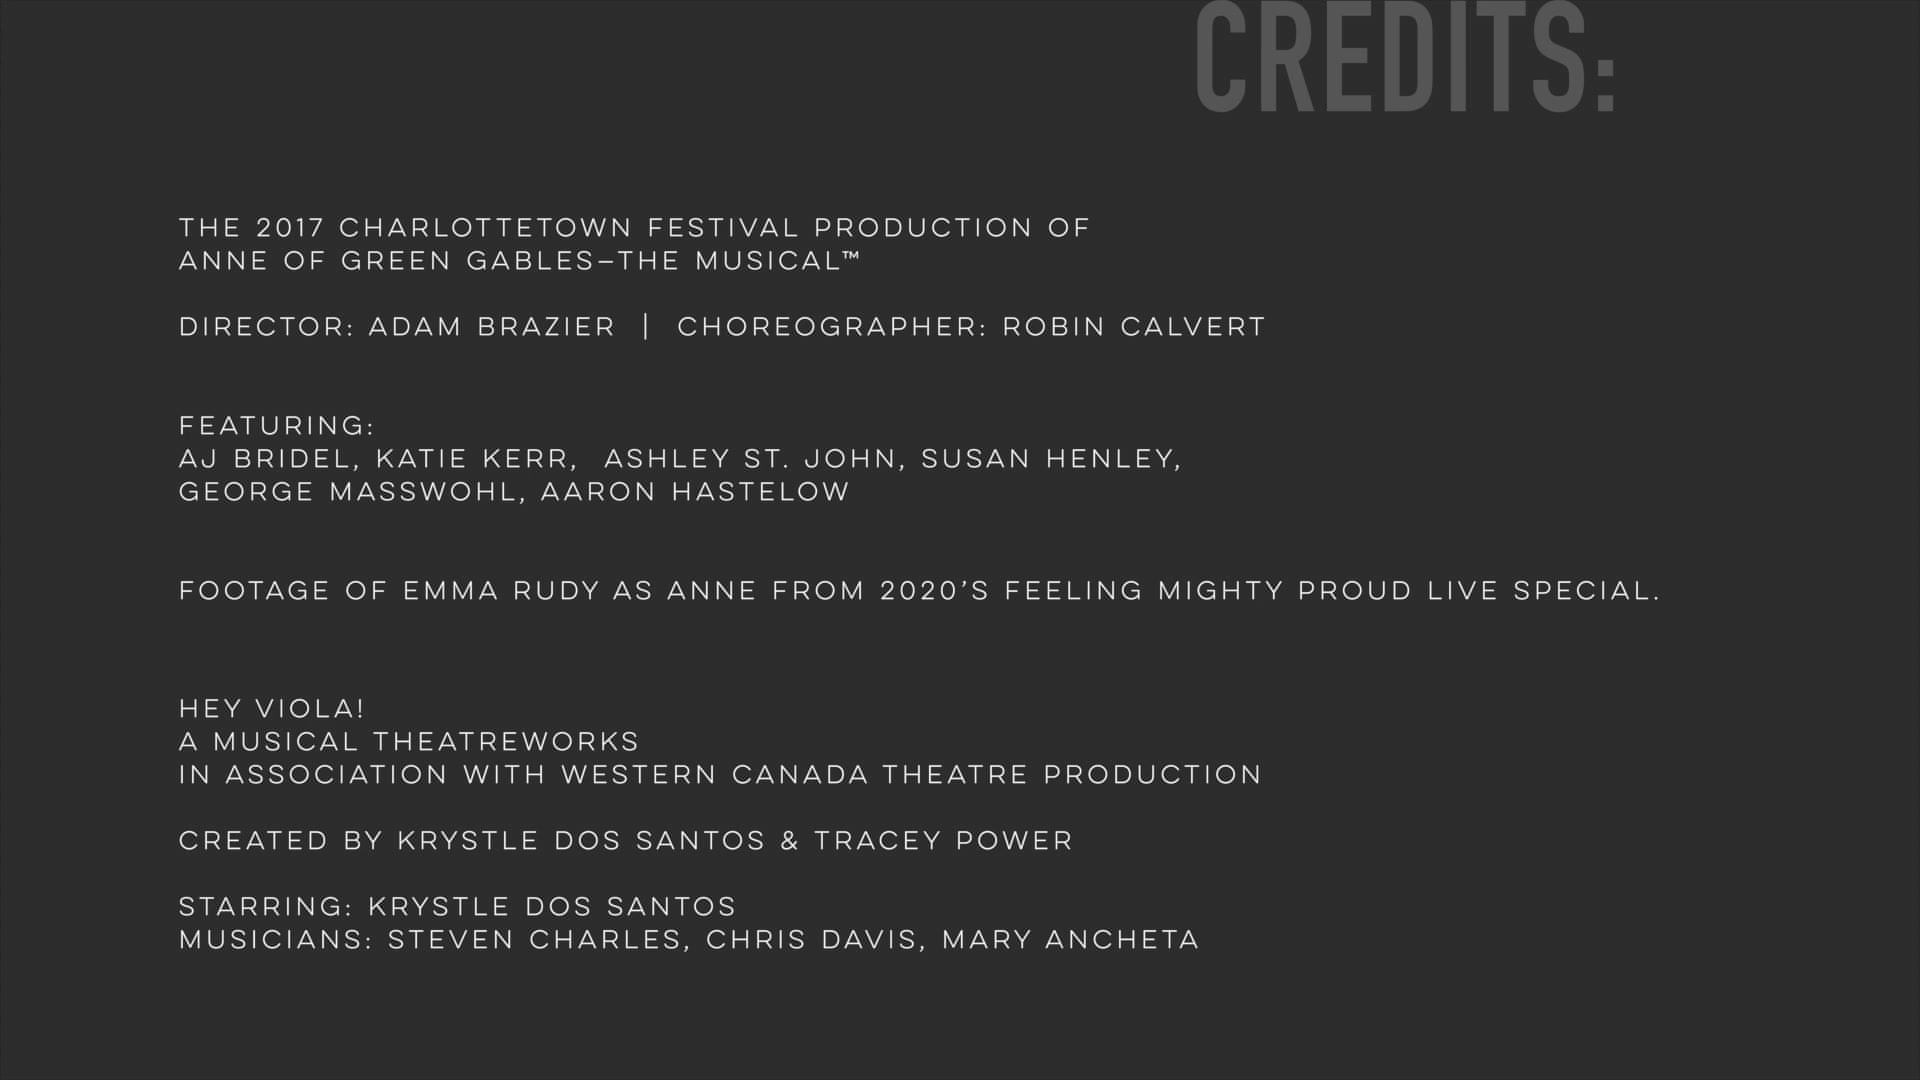 CREDITS:
THE 2017 CHARLOTTETOWN FESTIVAL PRODUCTION OF
ANNE OF GREEN GABLES–THE MUSICAL™
DIRECTOR: ADAM BRAZIER | CHOREOGRAPHER: ROBIN CALVERT
FEATURING:
AJ BRIDEL, KATIE KERR, ASHLEY ST. JOHN, SUSAN HENLEY,
GEORGE MASSWOHL, AARON HASTELOW
FOOTAGE OF EMMA RUDY AS ANNE FROM 2020’S FEELING MIGHTY PROUD LIVE SPECIAL.
HEY VIOLA!
A MUSICAL THEATREWORKS
IN ASSOCIATION WITH WESTERN CANADA THEATRE PRODUCTION
CREATED BY KRYSTLE DOS SANTOS & TRACEY POWER
STARRING: KRYSTLE DOS SANTOS
MUSICIANS: STEVEN CHARLES, CHRIS DAVIS, MARY ANCHETA